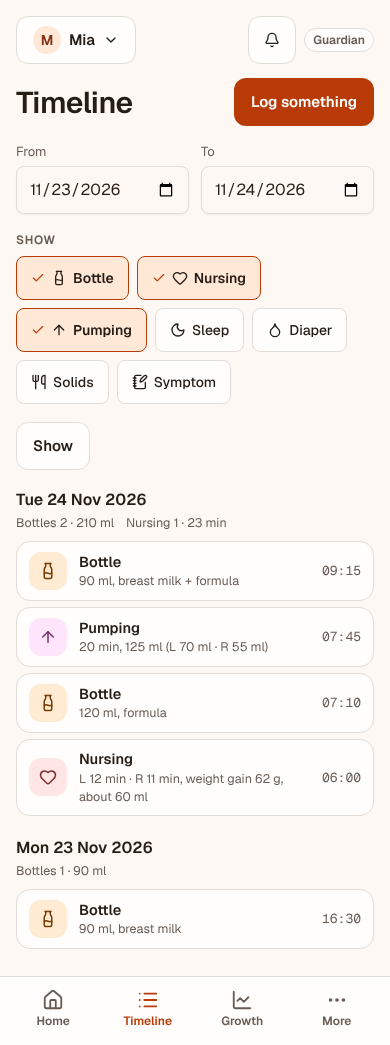 M Mia
Guardian
Timeline
Log something
From To
11/23/2026 11/24/2026
SHOW
Bottle Nursing
Pumping Sleep Diaper
Solids Symptom
Show
Tue 24 Nov 2026
Bottles 2 · 210 ml Nursing 1 · 23 min
Bottle
90 ml, breast milk + formula
09:15
Pumping
20 min, 125 ml (L 70 ml · R 55 ml)
07:45
Bottle
120 ml, formula
07:10
Nursing
L 12 min · R 11 min, weight gain 62 g,
about 60 ml
06:00
Mon 23 Nov 2026
Bottles 1 · 90 ml
Bottle
90 ml, breast milk
16:30
Home Timeline Growth More